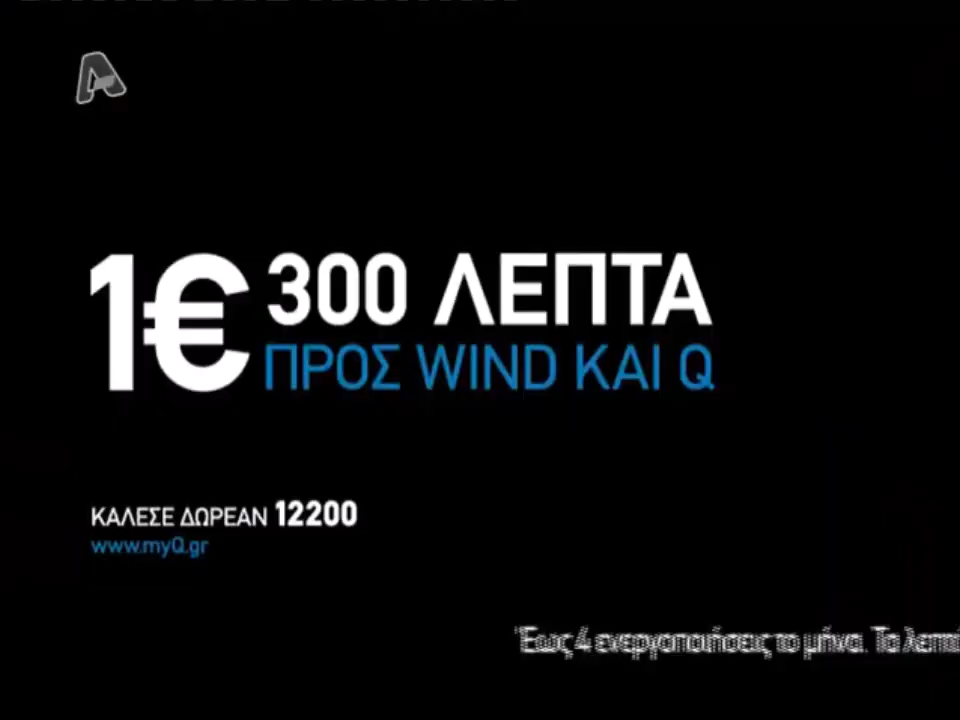 1€ 300 ΛΕΠΤΑ
ΠΡΟΣ WIND ΚΑΙ Q
ΚΑΛΕΣΕ ΔΩΡΕΑΝ 12200
www.myQ.gr
Έως 4 ενεργοποιήσεις το μήνα. Τα